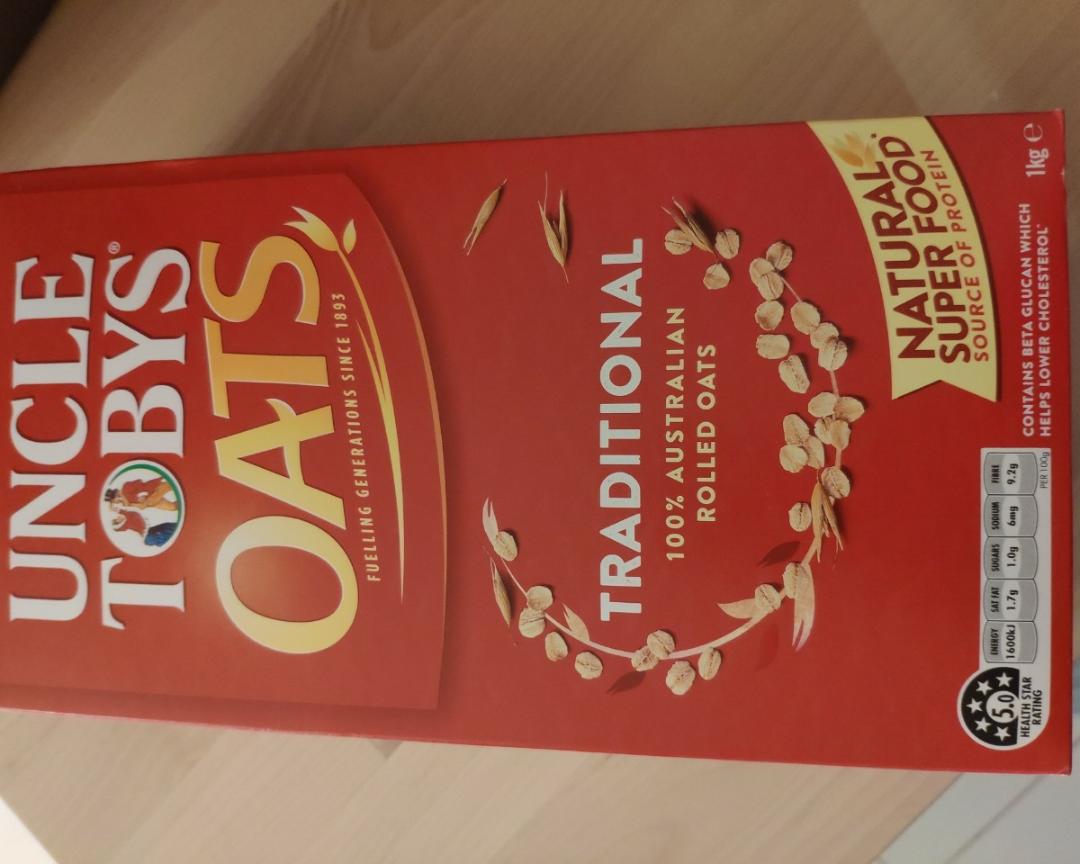 UNCLE
TOBYS®
OATS
FUELLING GENERATIONS SINCE 1893
TRADITIONAL
100% AUSTRALIAN
ROLLED OATS
NATURAL
SUPER FOOD*
SOURCE OF PROTEIN
CONTAINS BETA GLUCAN WHICH
HELPS LOWER CHOLESTEROL
1kg ℮
5.0
HEALTH STAR
RATING
ENERGY
1600kJ
SAT FAT
1.7g
SUGARS
1.0g
SODIUM
6mg
FIBRE
9.2g
PER 100g